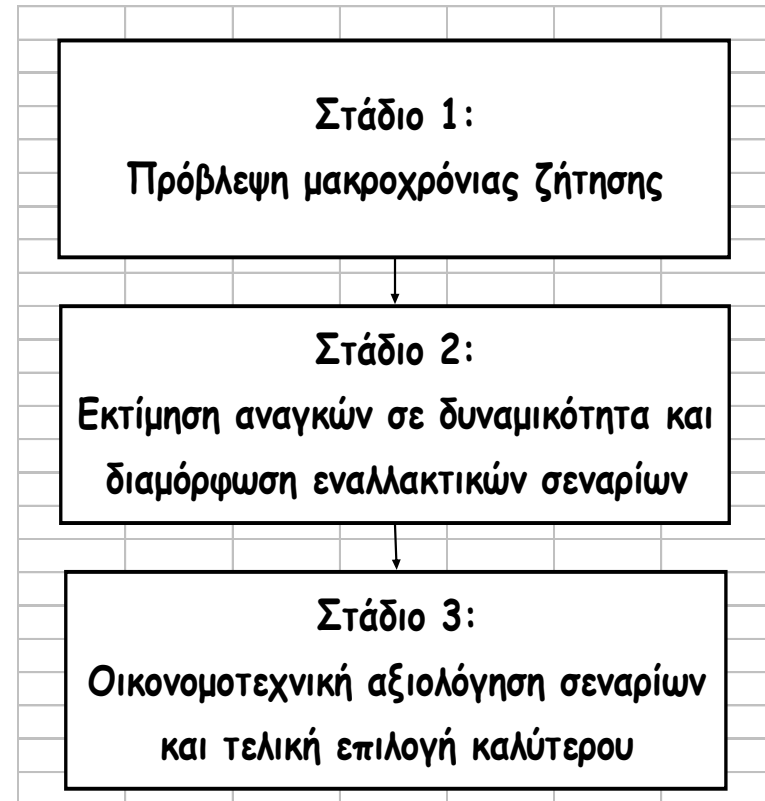 Στάδιο 1:
Πρόβλεψη μακροχρόνιας ζήτησης
Στάδιο 2:
Εκτίμηση αναγκών σε δυναμικότητα και
διαμόρφωση εναλλακτικών σεναρίων
Στάδιο 3:
Οικονομοτεχνική αξιολόγηση σεναρίων
και τελική επιλογή καλύτερου